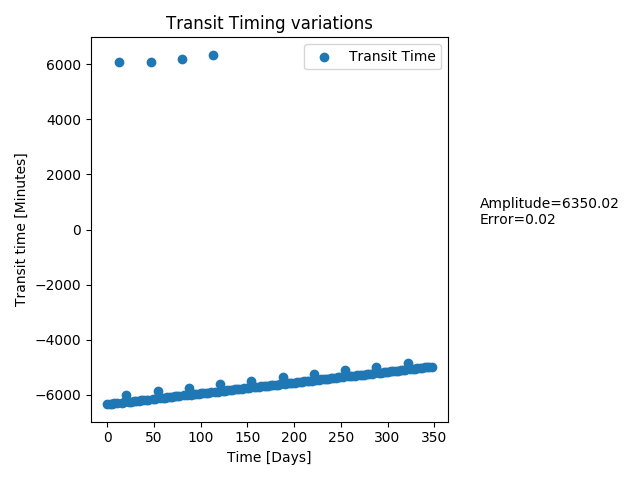 Transit Timing variations
Transit Time
6000
4000
2000
0
−2000
−4000
−6000
Transit time [Minutes]
0
50
100
150
200
250
300
350
Time [Days]
Amplitude=6350.02
Error=0.02